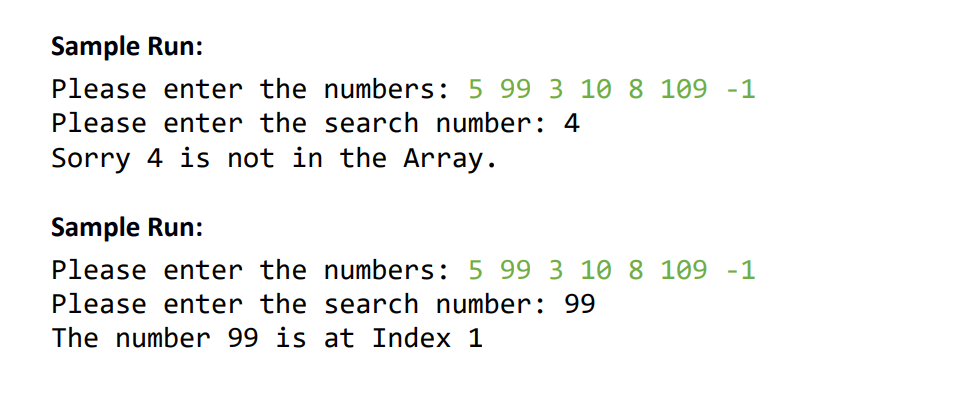 Sample Run:
Please enter the numbers: 5 99 3 10 8 109 -1
Please enter the search number: 4
Sorry 4 is not in the Array.
Sample Run:
Please enter the numbers: 5 99 3 10 8 109 -1
Please enter the search number: 99
The number 99 is at Index 1